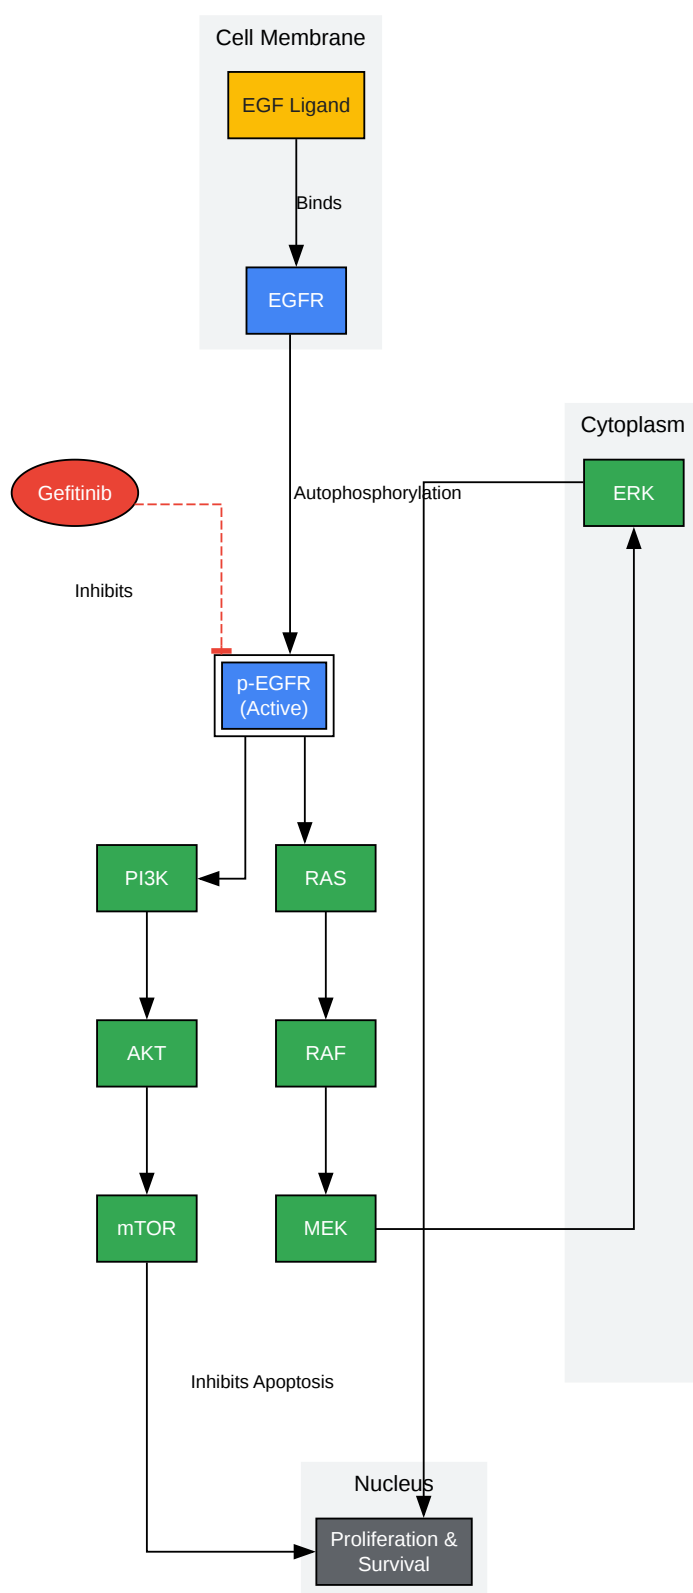 Cell Membrane
EGF Ligand
Binds
EGFR
Cytoplasm
Gefitinib
Autophosphorylation
ERK
Inhibits
p-EGFR
(Active)
PI3K
RAS
AKT
RAF
mTOR
MEK
Inhibits Apoptosis
Nucleus
Proliferation &
Survival